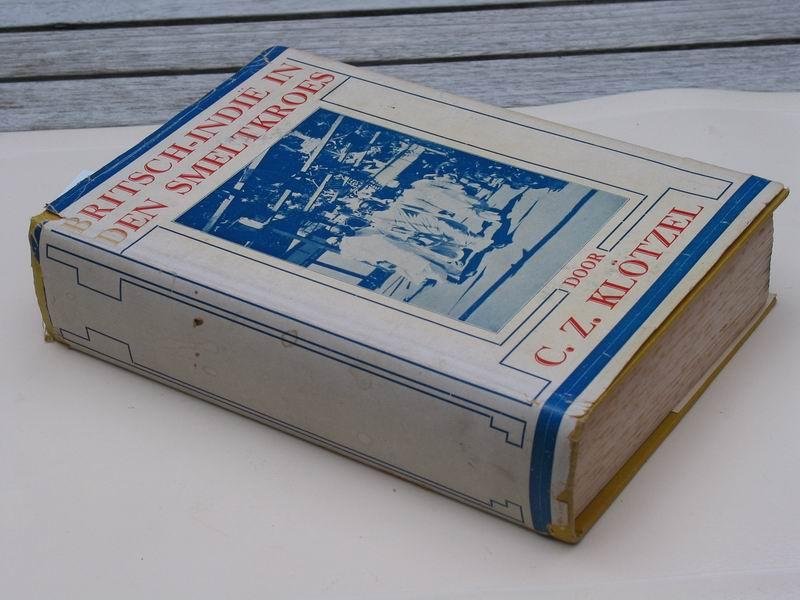 BRITSCH-INDIË IN
DEN SMELTKROES
DOOR
C. Z. KLÖTZEL